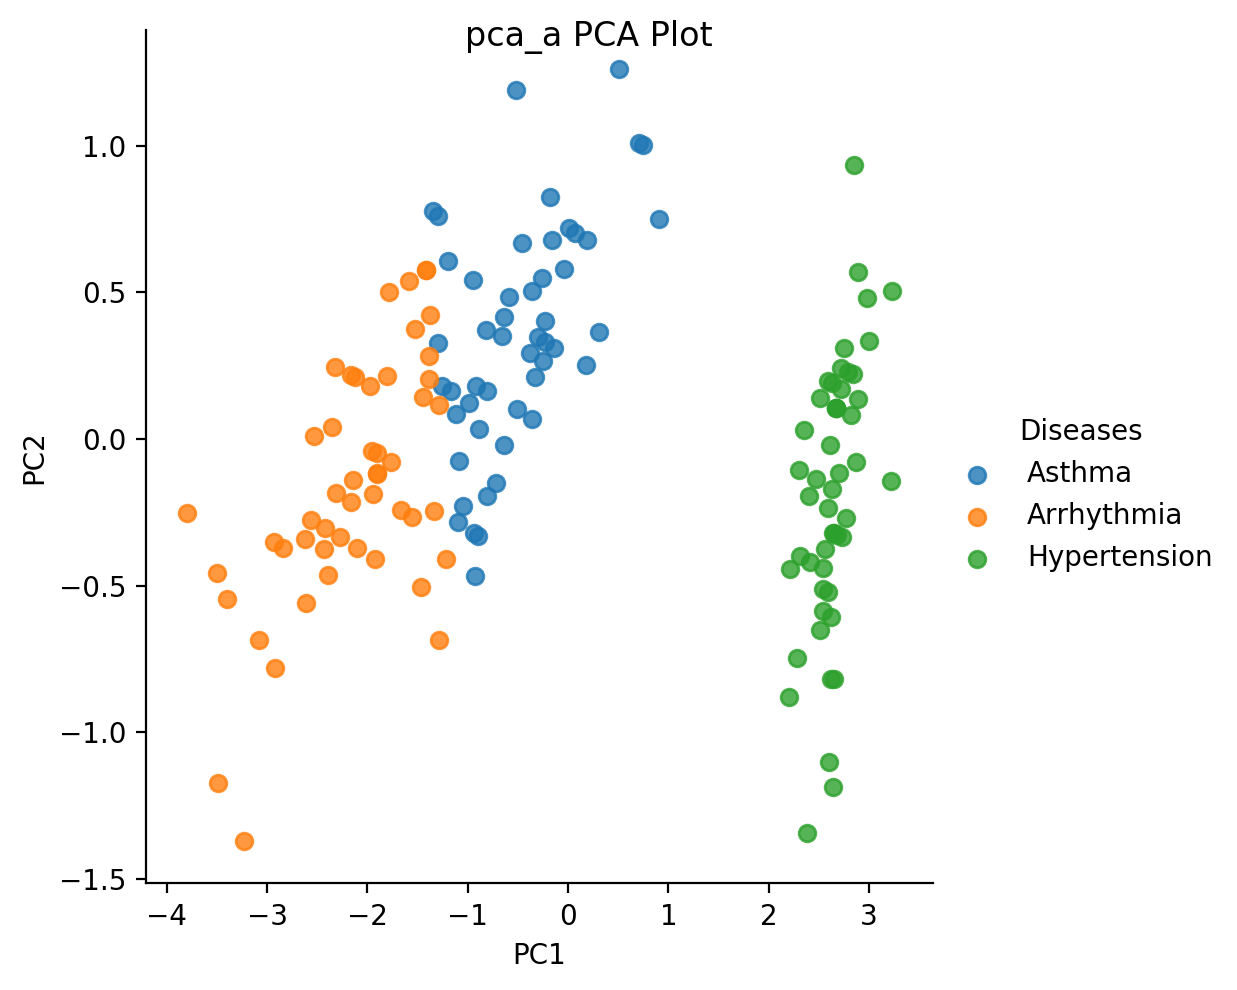 pca_a PCA Plot
1.0
0.5
0.0
−0.5
−1.0
−1.5
PC2
−4
−3
−2
−1
0
1
2
3
PC1
Diseases
Asthma
Arrhythmia
Hypertension